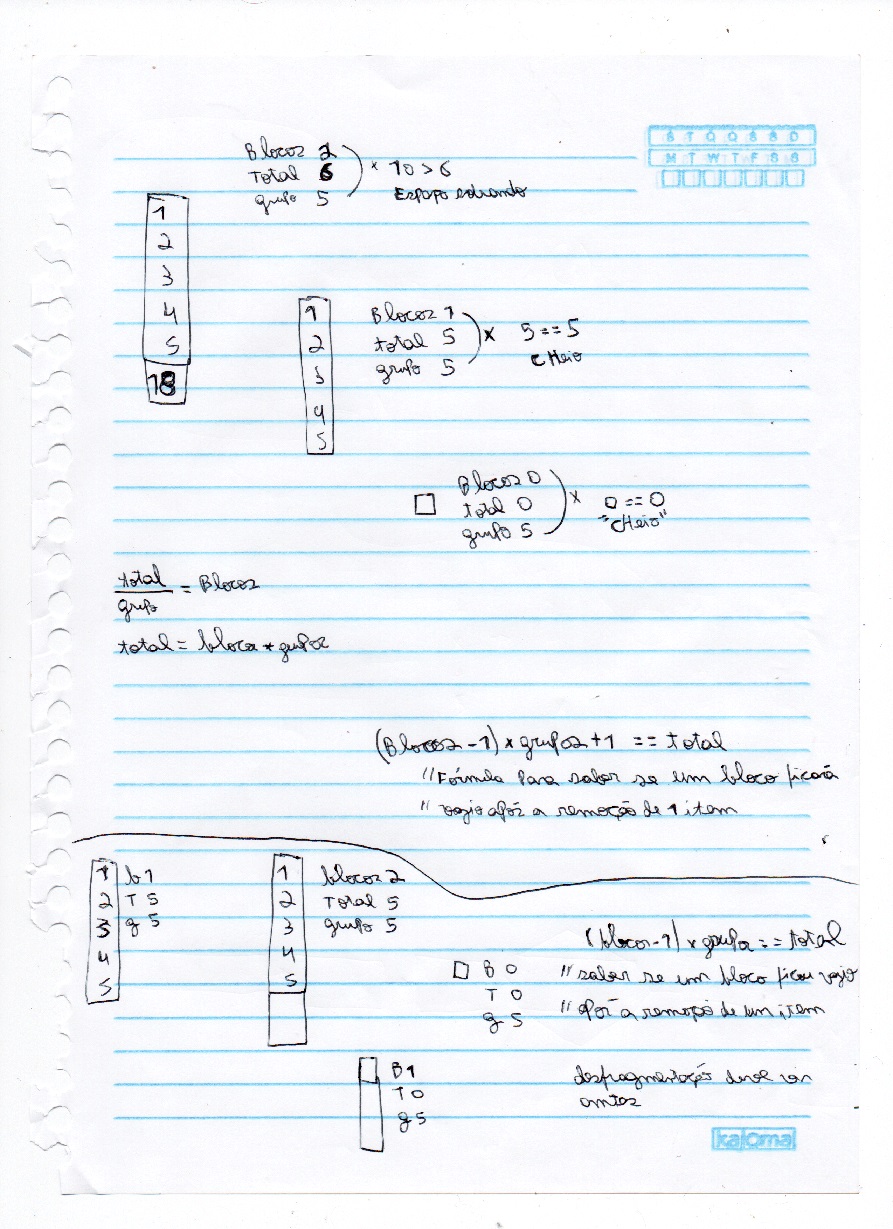 S T Q Q S S D
M T W T F S S
Blocos 2
Total 6
grupo 5
* 10 > 6
Espaço sobrando
1
2
3
4
5
18
1
2
3
4
5
Blocos 1
total 5
grupo 5
x 5 == 5
cHeio
Blocos 0
total 0
grupo 5
x 0 == 0
"cHeio"
total
grupo
= Blocos
total = blocos * grupos
(Blocos - 1) x grupos + 1 == total
// Fórmula para saber se um bloco ficará
// vazio após a remoção de 1 item
1 b1
2 T 5
3 g 5
4
5
1 blocos 2
2 Total 5
3 grupo 5
4
5
(blocos - 1) x grupos == total
B 0 // saber se um bloco ficou vazio
T 0
g 5 // após a remoção de um item
B1
T 0
g 5
desfragmentação deve ser
antes
kajoma